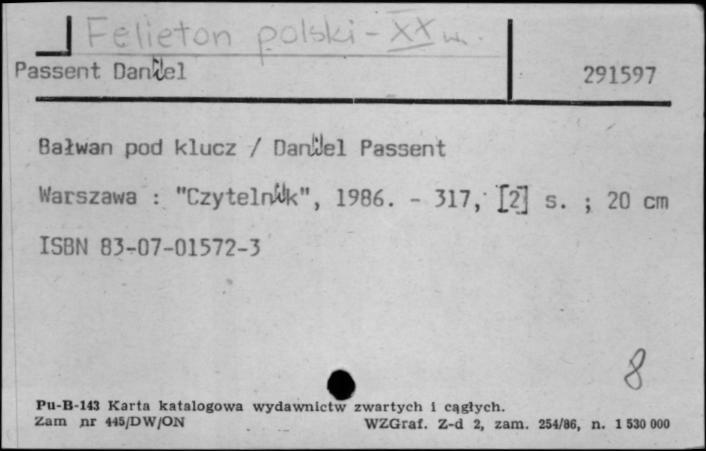 Felieton polski - XX w.
Passent Daniel 291597
Bałwan pod klucz / Daniel Passent
Warszawa : "Czytelnik", 1986. - 317, [2] s. ; 20 cm
ISBN 83-07-01572-3
8
Pu-B-143 Karta katalogowa wydawnictw zwartych i ciągłych.
Zam nr 445/DW/ON WZGraf. Z-d 2, zam. 254/86, n. 1 530 000